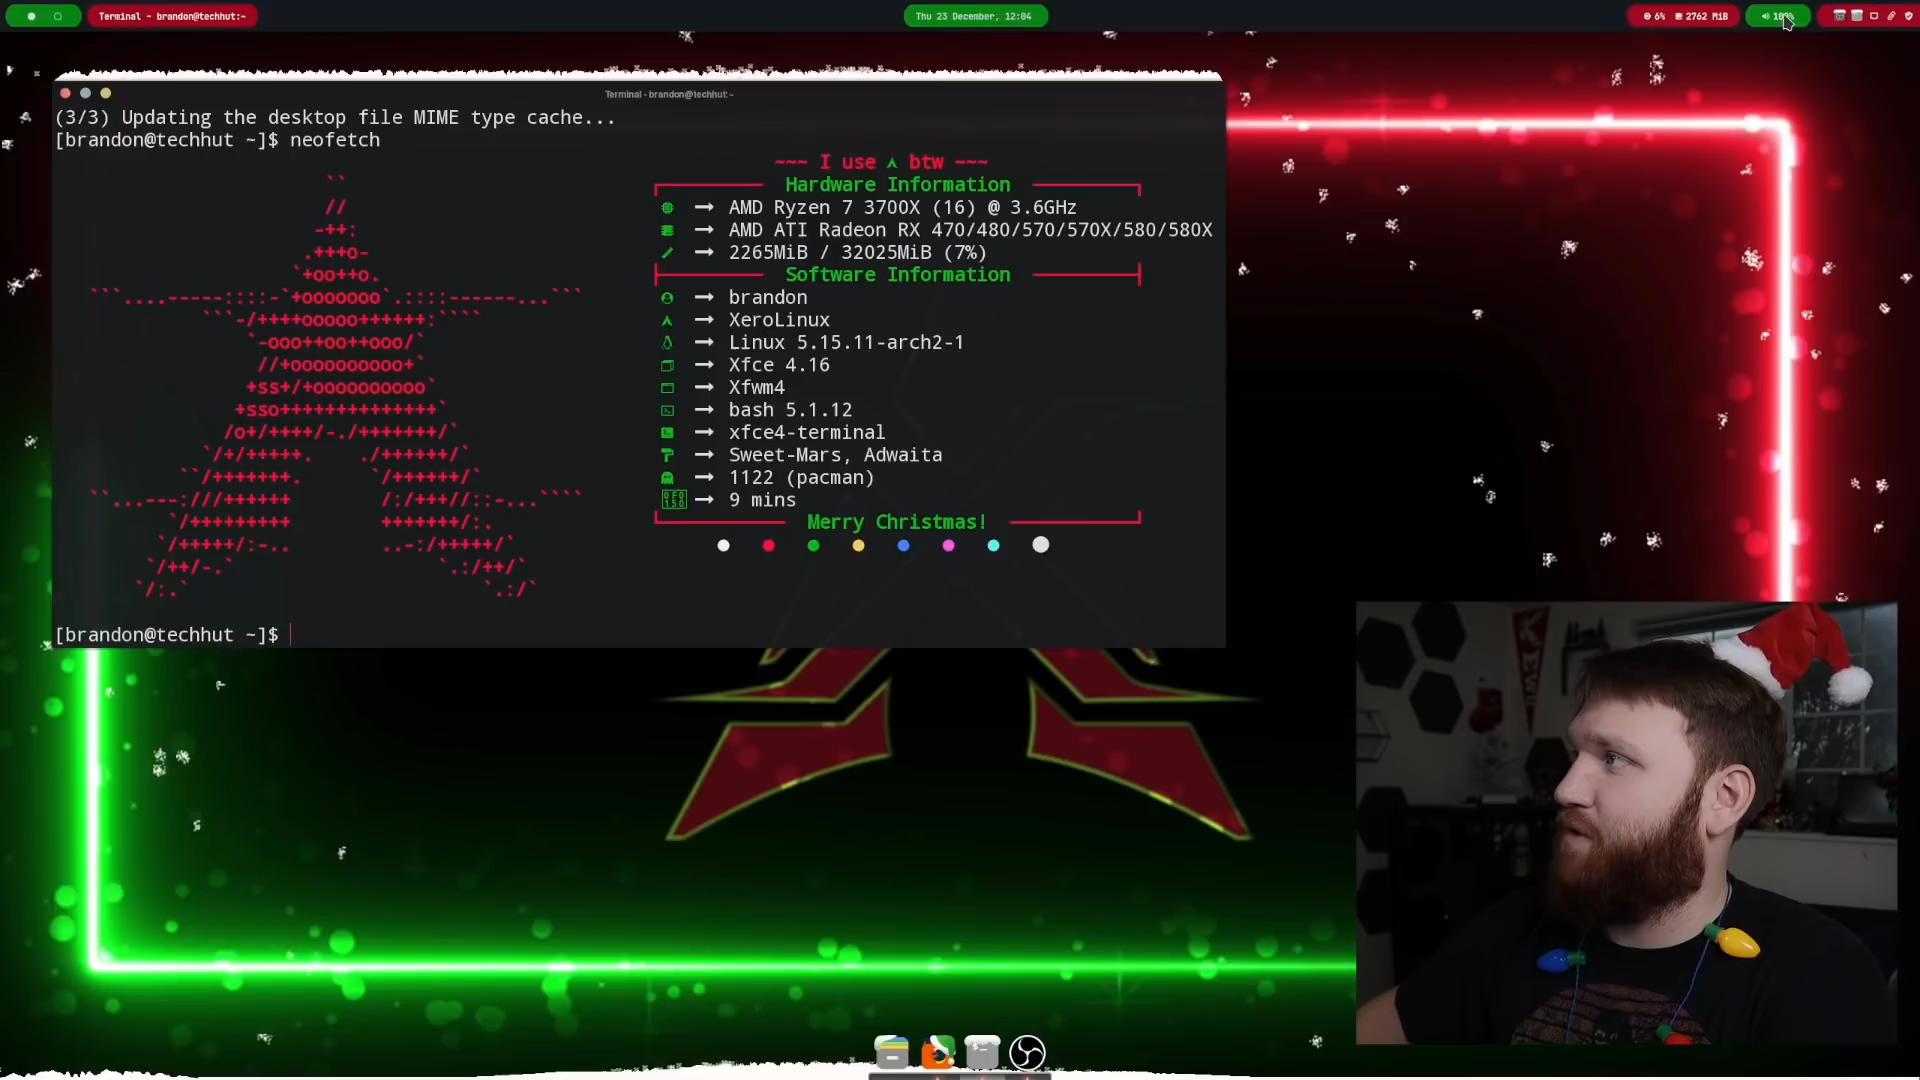 Terminal - brandon@techhut:~
Thu 23 December, 12:04
6% 2762 MiB
Terminal - brandon@techhut:~
(3/3) Updating the desktop file MIME type cache...
[brandon@techhut ~]$ neofetch
~~~ I use btw ~~~
Hardware Information
AMD Ryzen 7 3700X (16) @ 3.6GHz
AMD ATI Radeon RX 470/480/570/570X/580/580X
2265MiB / 32025MiB (7%)
Software Information
brandon
XeroLinux
Linux 5.15.11-arch2-1
Xfce 4.16
Xfwm4
bash 5.1.12
xfce4-terminal
Sweet-Mars, Adwaita
1122 (pacman)
9 mins
Merry Christmas!
[brandon@techhut ~]$